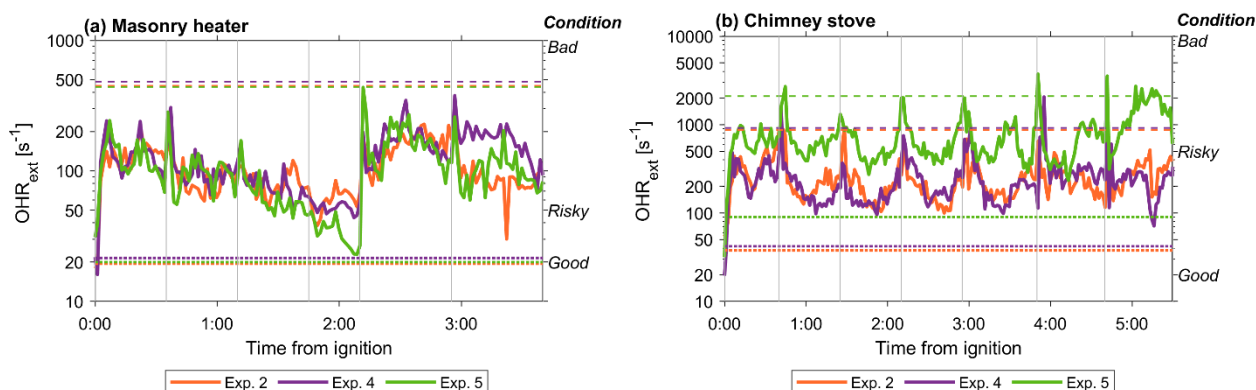 (a) Masonry heater
Condition
1000
Bad
500
200
100
50
Risky
20
Good
10
OHRext [s-1]
0:00 1:00 2:00 3:00
Time from ignition
Exp. 2 Exp. 4 Exp. 5
(b) Chimney stove
Condition
10000
Bad
5000
2000
1000
500
Risky
200
100
50
20
Good
10
OHRext [s-1]
0:00 1:00 2:00 3:00 4:00 5:00
Time from ignition
Exp. 2 Exp. 4 Exp. 5